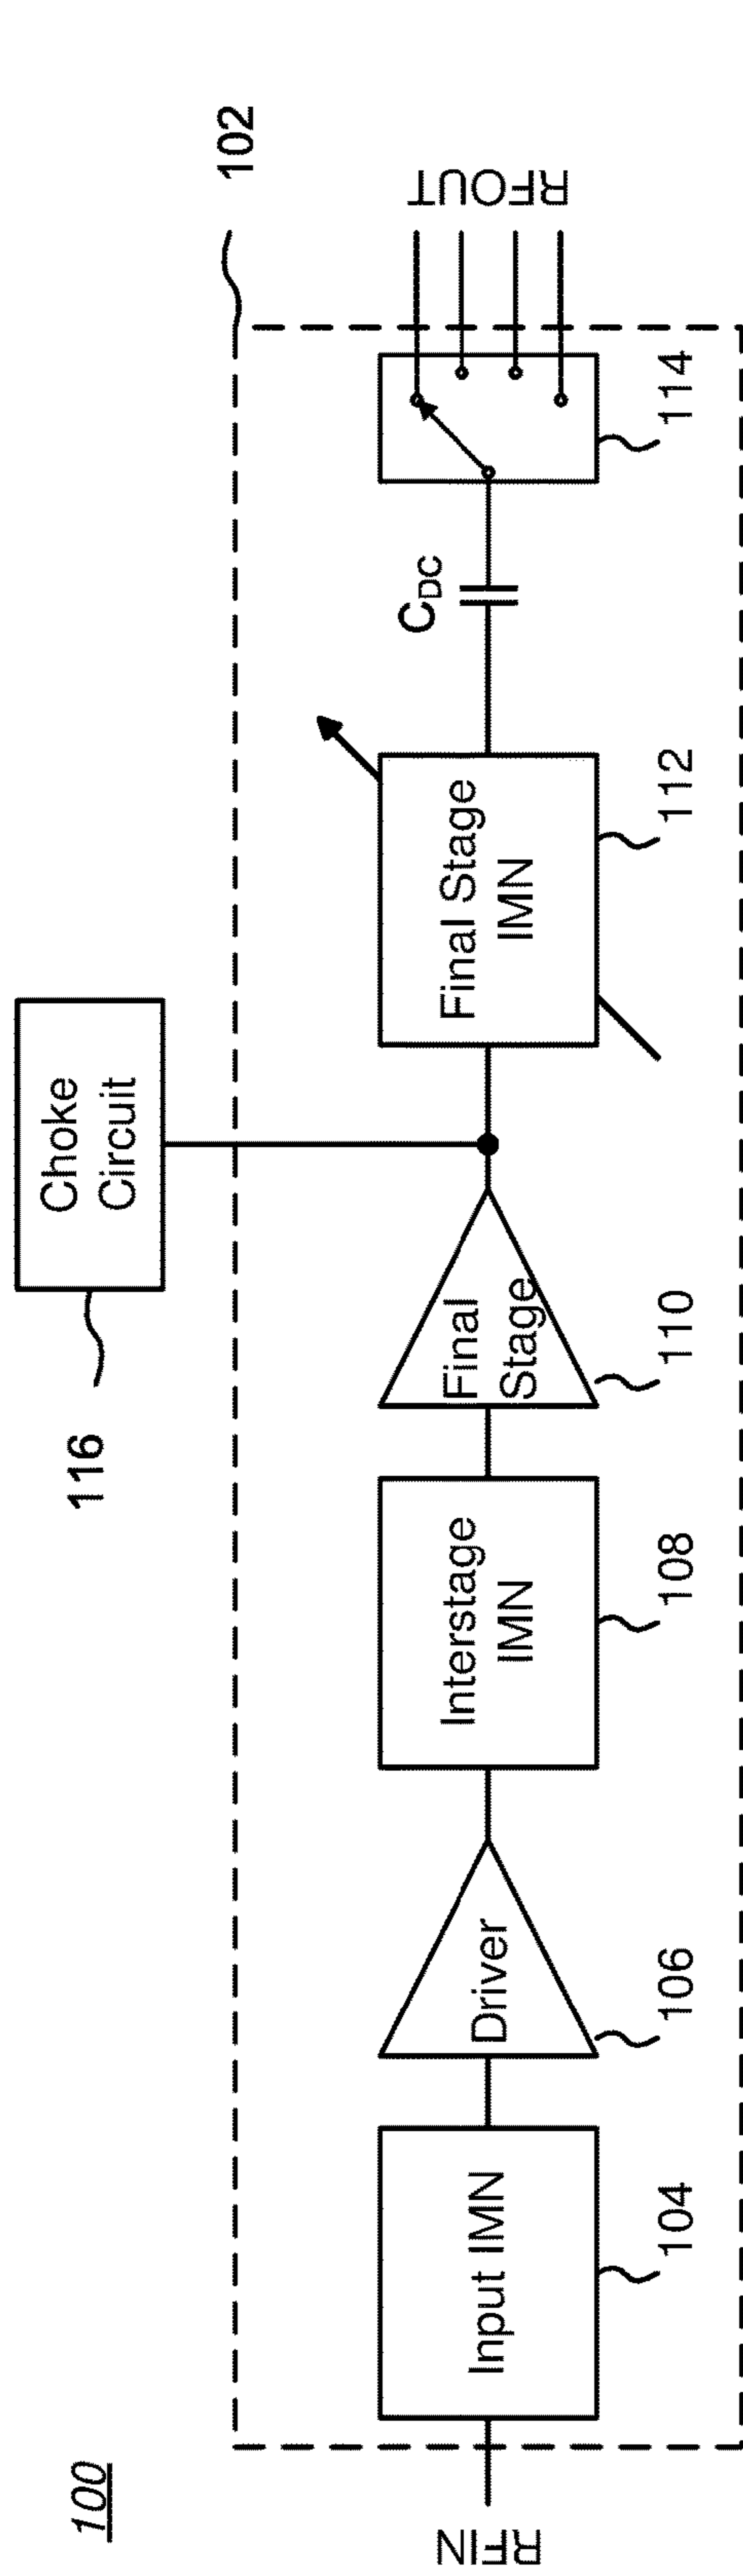 100
102
116
Choke
Circuit
RFIN
Input IMN
104
Driver
106
Interstage
IMN
108
Final
Stage
110
Final Stage
IMN
112
CDC
114
RFOUT